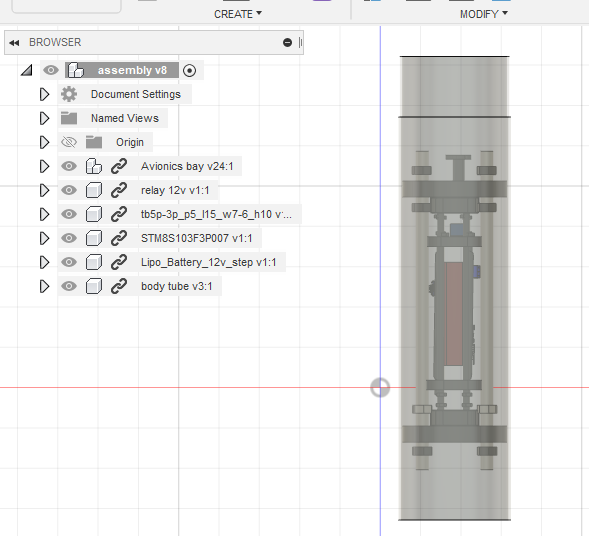 CREATE ▾ MODIFY ▾
BROWSER
assembly v8
Document Settings
Named Views
Origin
Avionics bay v24:1
relay 12v v1:1
tb5p-3p_p5_l15_w7-6_h10 v'...
STM8S103F3P007 v1:1
Lipo_Battery_12v_step v1:1
body tube v3:1